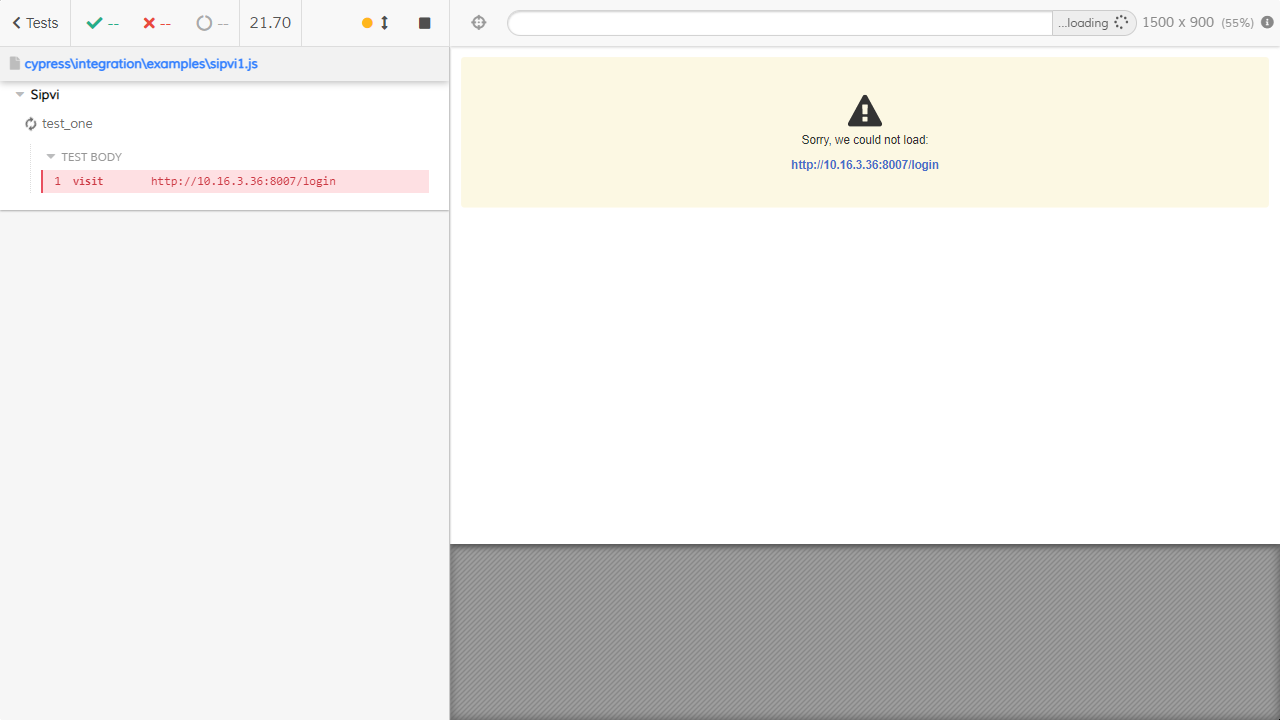 Tests
--
--
--
21.70
...loading
1500 x 900 (55%)
cypress\integration\examples\sipvi1.js
Sipvi
test_one
TEST BODY
1 visit http://10.16.3.36:8007/login
Sorry, we could not load:
http://10.16.3.36:8007/login